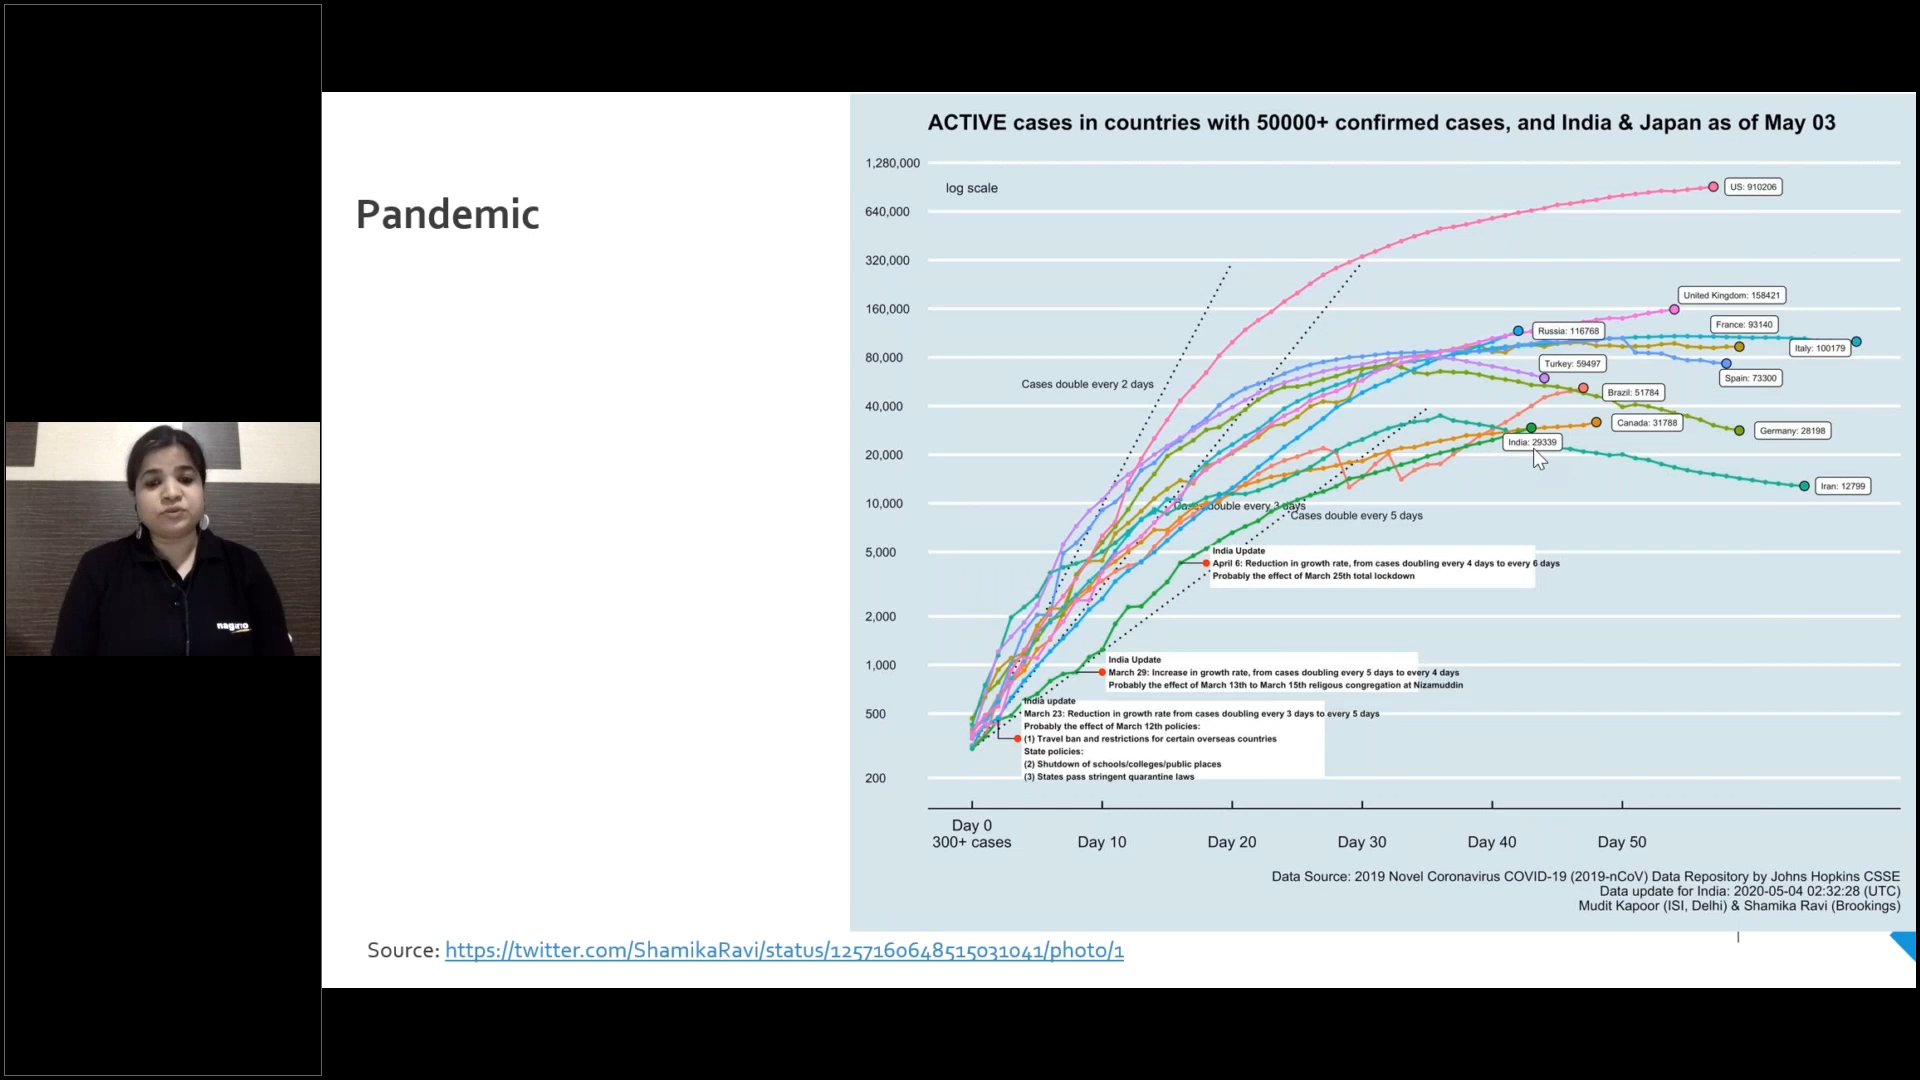 Pandemic
ACTIVE cases in countries with 50000+ confirmed cases, and India & Japan as of May 03
log scale
1,280,000
640,000
320,000
160,000
80,000
40,000
20,000
10,000
5,000
2,000
1,000
500
200
US: 910206
United Kingdom: 158421
France: 93140
Russia: 116768
Italy: 100179
Turkey: 59497
Spain: 73300
Brazil: 51784
Canada: 31788
Germany: 28198
India: 29339
Iran: 12799
Cases double every 2 days
Cases double every 3 days
Cases double every 5 days
India Update
April 6: Reduction in growth rate, from cases doubling every 4 days to every 6 days
Probably the effect of March 25th total lockdown
India Update
March 29: Increase in growth rate, from cases doubling every 5 days to every 4 days
Probably the effect of March 13th to March 15th religous congregation at Nizamuddin
India update
March 23: Reduction in growth rate from cases doubling every 3 days to every 5 days
Probably the effect of March 12th policies:
(1) Travel ban and restrictions for certain overseas countries
State policies:
(2) Shutdown of schools/colleges/public places
(3) States pass stringent quarantine laws
Day 0
300+ cases
Day 10
Day 20
Day 30
Day 40
Day 50
Data Source: 2019 Novel Coronavirus COVID-19 (2019-nCoV) Data Repository by Johns Hopkins CSSE
Data update for India: 2020-05-04 02:32:28 (UTC)
Mudit Kapoor (ISI, Delhi) & Shamika Ravi (Brookings)
Source: https://twitter.com/ShamikaRavi/status/1257160648515031041/photo/1